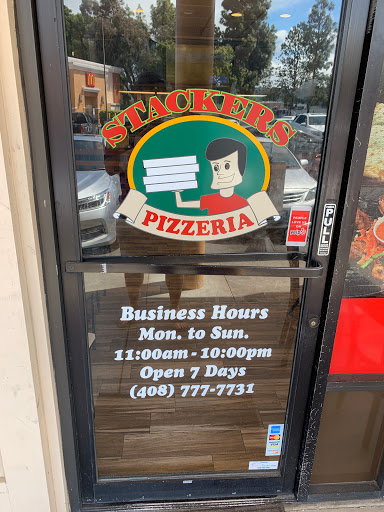 STACKERS
PIZZERIA
PULL
Business Hours
Mon. to Sun.
11:00am - 10:00pm
Open 7 Days
(408) 777-7731